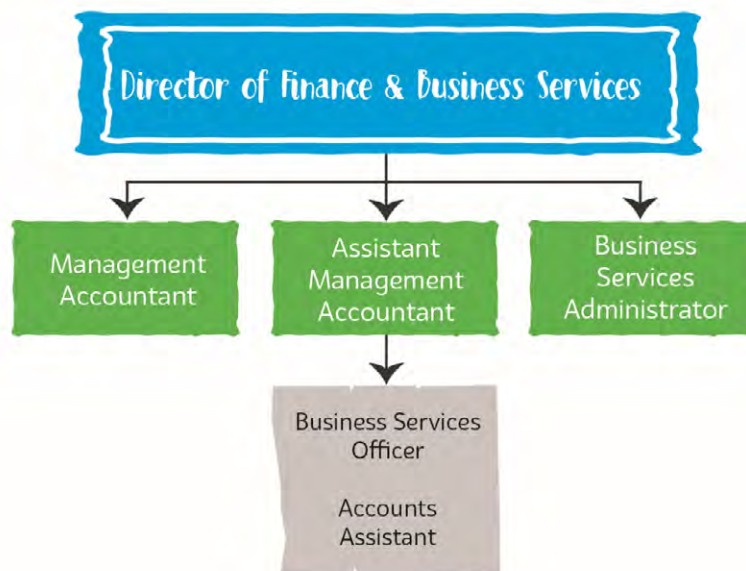 Director of Finance & Business Services
Management
Accountant
Assistant
Management
Accountant
Business
Services
Administrator
Business Services
Officer
Accounts
Assistant